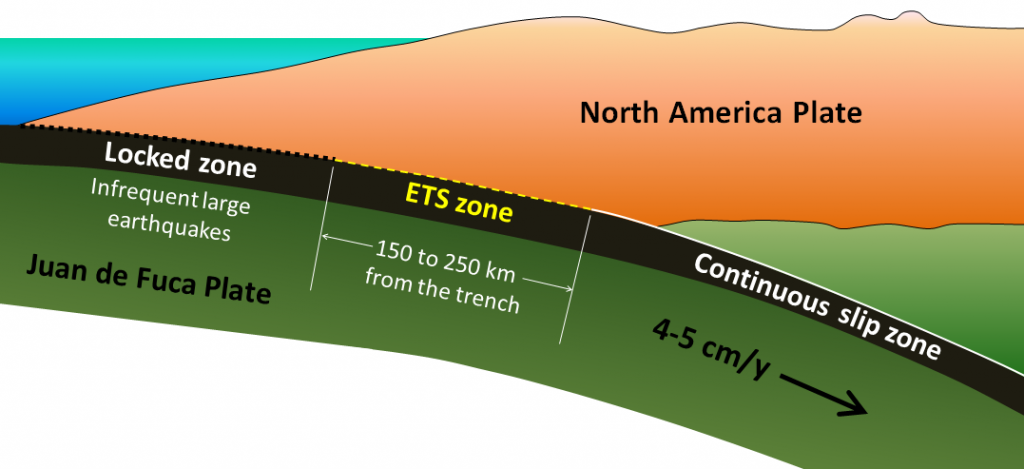 North America Plate
Locked zone
Infrequent large
earthquakes
Juan de Fuca Plate
ETS zone
150 to 250 km
from the trench
Continuous slip zone
4-5 cm/y